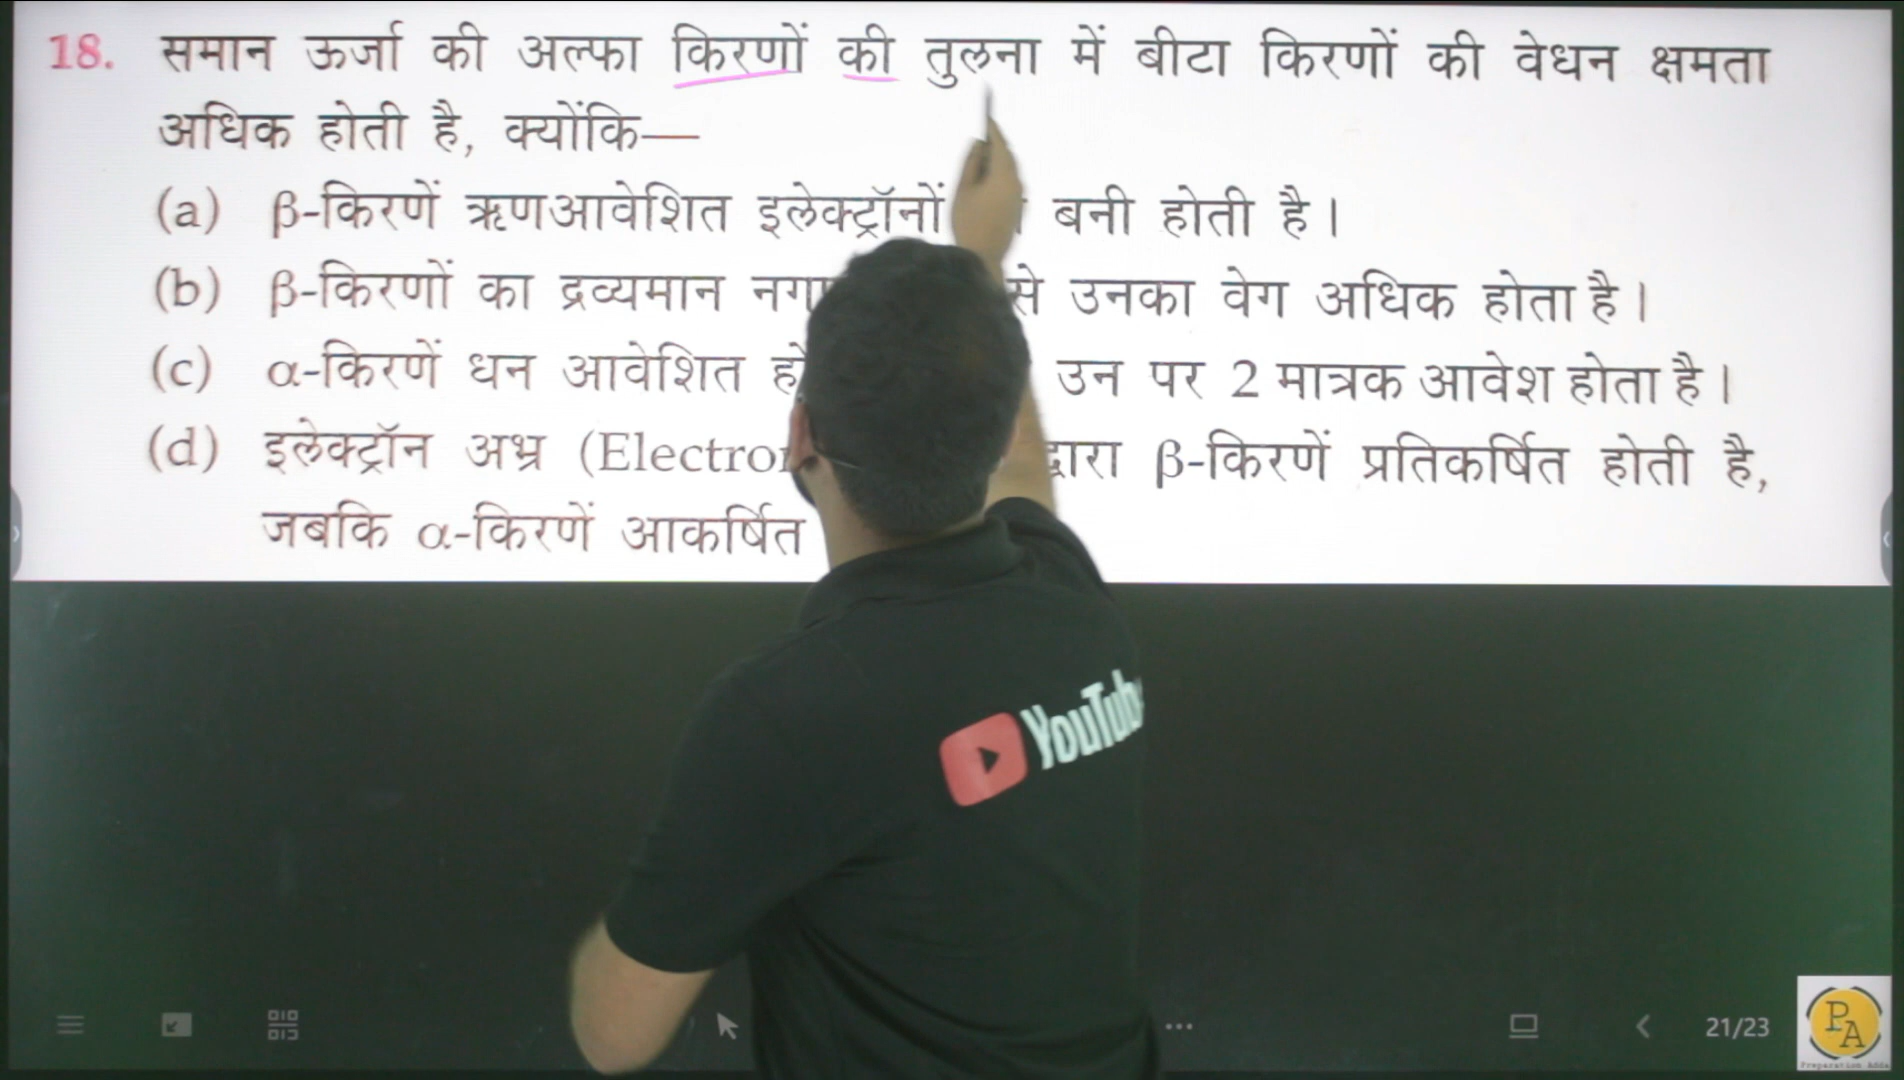 18. समान ऊर्जा की अल्फा किरणों की तुलना में बीटा किरणों की वेधन क्षमता
अधिक होती है, क्योंकि—
(a) β-किरणें ऋणआवेशित इलेक्ट्रॉनों बनी होती है।
(b) β-किरणों का द्रव्यमान से उनका वेग अधिक होता है।
(c) α-किरणें धन आवेशित उन पर 2 मात्रक आवेश होता है।
(d) इलेक्ट्रॉन अभ्र द्वारा β-किरणें प्रतिकर्षित होती है,
जबकि α-किरणें आकर्षित
YouTube
21/23
PA
Preparation Adda